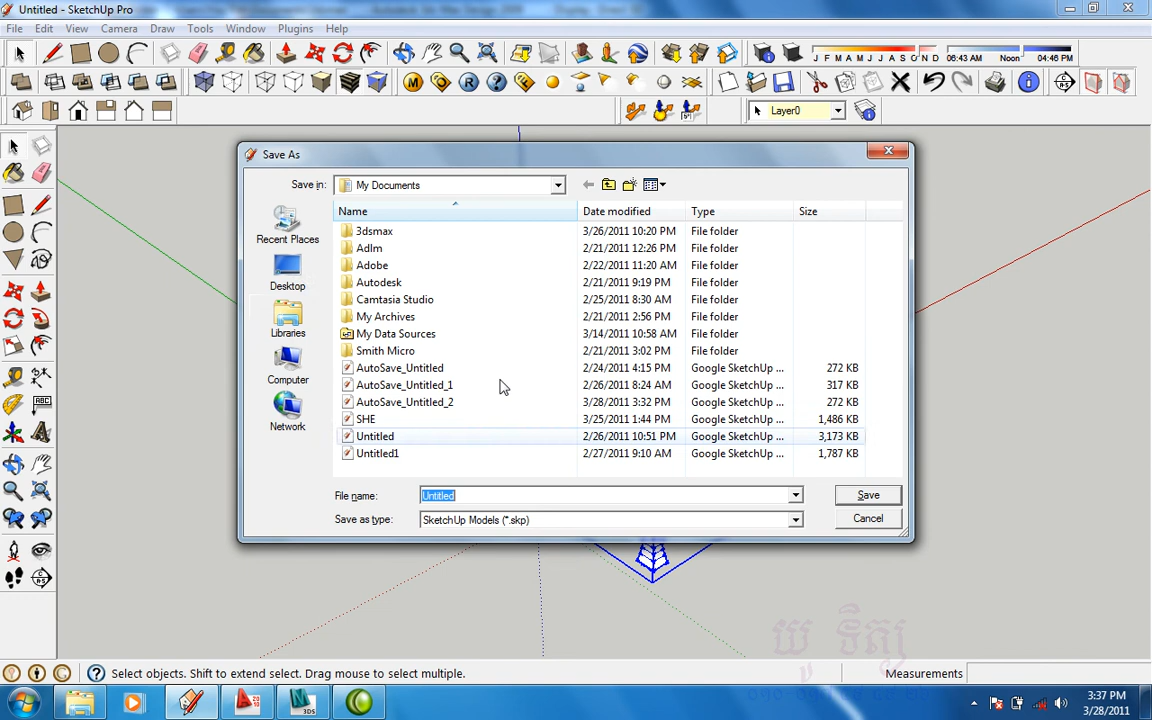 Untitled - SketchUp Pro
File Edit View Camera Draw Tools Window Plugins Help
J F M A M J J A S O N D 06:43 AM Noon 04:46 PM
Layer0
Save As
Save in: My Documents
Name Date modified Type Size
3dsmax 3/26/2011 10:20 PM File folder
Adlm 2/21/2011 12:26 PM File folder
Adobe 2/22/2011 11:20 AM File folder
Autodesk 2/21/2011 9:19 PM File folder
Camtasia Studio 2/25/2011 8:30 AM File folder
My Archives 2/21/2011 2:56 PM File folder
My Data Sources 3/14/2011 10:58 AM File folder
Smith Micro 2/21/2011 3:02 PM File folder
AutoSave_Untitled 2/24/2011 4:15 PM Google SketchUp ... 272 KB
AutoSave_Untitled_1 2/26/2011 8:24 AM Google SketchUp ... 317 KB
AutoSave_Untitled_2 3/28/2011 3:32 PM Google SketchUp ... 272 KB
SHE 3/25/2011 1:44 PM Google SketchUp ... 1,486 KB
Untitled 2/26/2011 10:51 PM Google SketchUp ... 3,173 KB
Untitled1 2/27/2011 9:10 AM Google SketchUp ... 1,787 KB
Recent Places
Desktop
Libraries
Computer
Network
File name: Untitled Save
Save as type: SketchUp Models (*.skp) Cancel
យូ ទិត្យ
Select objects. Shift to extend select. Drag mouse to select multiple. Measurements
3:37 PM
3/28/2011